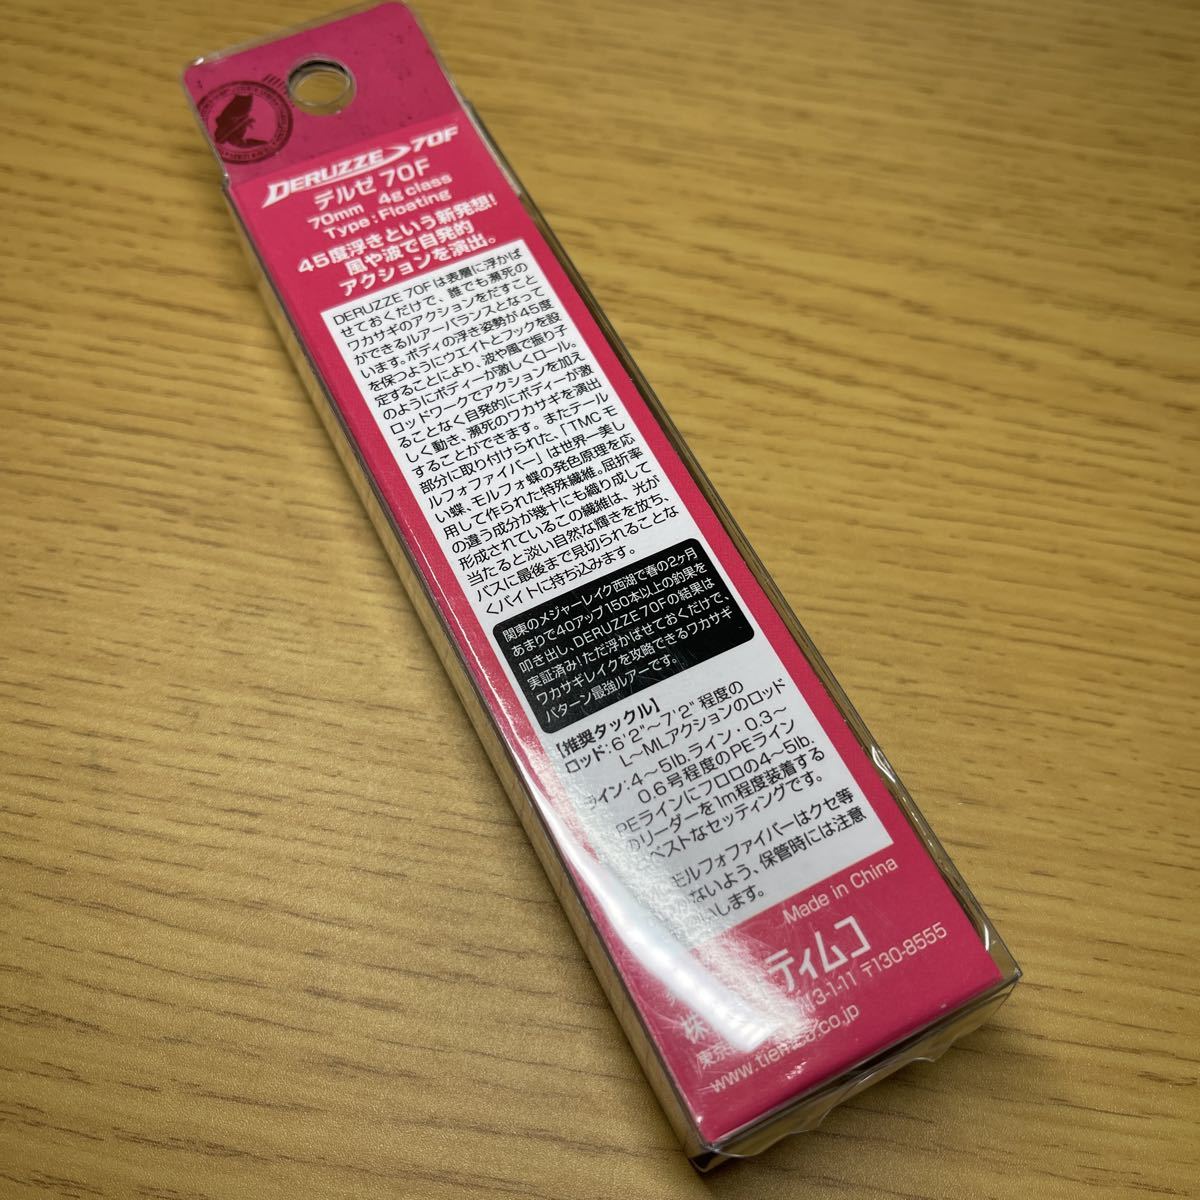 DERUZZE 70F
デルゼ 70F
70mm 4g class
Type : Floating
45度浮きという新発想!
風や波で自発的
アクションを演出。
DERUZZE 70Fは表層に浮かば
せておくだけで、誰でも瀕死の
ワカサギのアクションをだすこと
ができるルアーバランスとなって
います。ボディの浮き姿勢が45度
を保つようにウエイトとフックを設
定することにより、波や風で振り子
のようにボディーが激しくロール。
ロッドワークでアクションを加え
ることなく自発的にボディーが激
しく動き、瀕死のワカサギを演出
することができます。またテール
部分に取り付けられた、「TMC モ
ルフォファイバー」は世界一美し
い蝶、モルフォ蝶の発色原理を応
用して作られた特殊繊維。屈折率
の違う成分が幾十にも織り成して
形成されているこの繊維は、光が
当たると淡い自然な輝きを放ち、
バスに最後まで見切られることな
くバイトに持ち込みます。
関東のメジャーレイク西湖で春の2ヶ月
あまりで40アップ150本以上の釣果を
叩き出し、DERUZZE 70Fの結果は
実証済み!ただ浮かばせておくだけで、
ワカサギレイクを攻略できるワカサギ
パターン最強ルアーです。
【推奨タックル】
ロッド:6'2"〜7'2"程度の
L〜MLアクションのロッド
ライン:4〜5lb.ライン・0.3〜
0.6号程度のPEライン
PEラインにフロロの4〜5lb.
のリーダーを1m程度装着する
ベストなセッティングです。
モルフォファイバーはクセ等
のないよう、保管時には注意
します。
Made in China
ティムコ
株
東京 3-1-11 〒130-8555
www.tiemco.co.jp